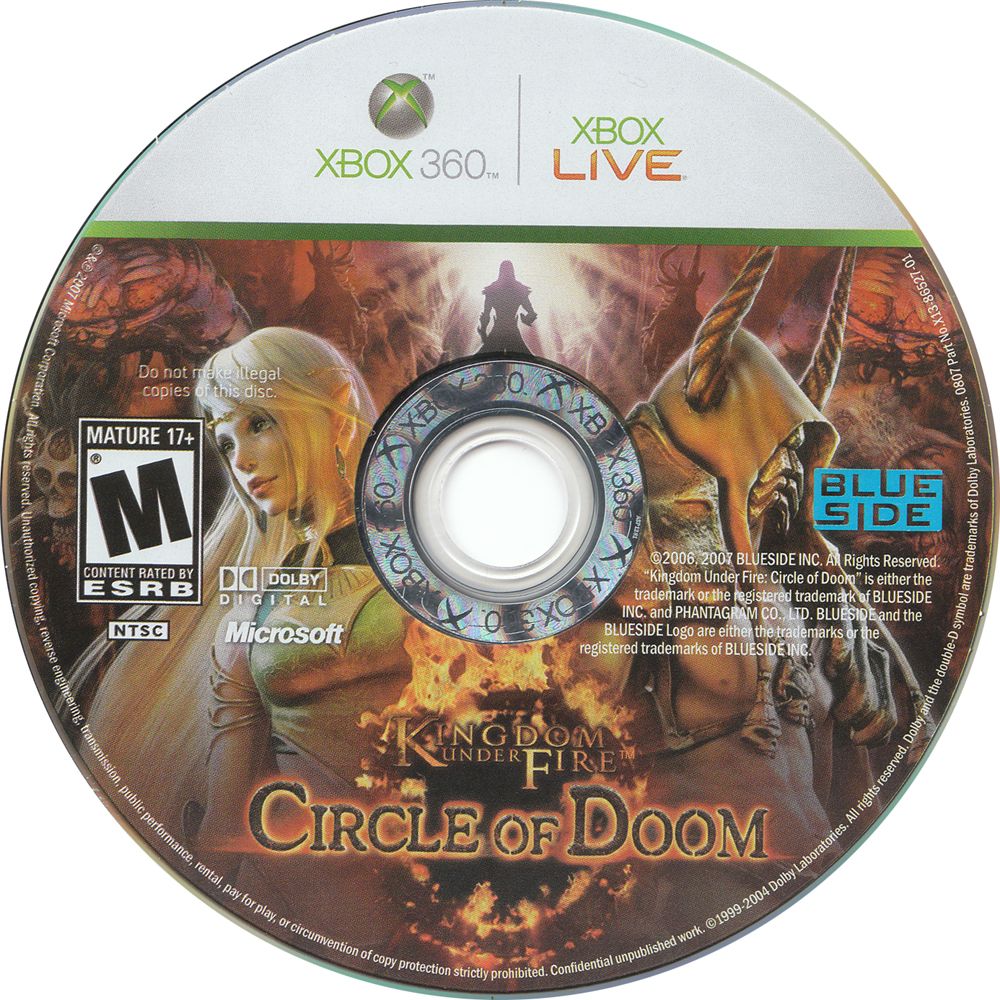 XBOX 360™
XBOX
LIVE®
Do not make illegal
copies of this disc.
MATURE 17+
M
®
CONTENT RATED BY
ESRB
NTSC
DOLBY
DIGITAL
Microsoft
BLUE
SIDE
©2006, 2007 BLUESIDE INC. All Rights Reserved.
"Kingdom Under Fire: Circle of Doom" is either the
trademark or the registered trademark of BLUESIDE
INC. and PHANTAGRAM CO., LTD. BLUESIDE and the
BLUESIDE Logo are either the trademarks or the
registered trademarks of BLUESIDE INC.
KINGDOM
UNDER FIRE™
CIRCLE OF DOOM
©&℗ 2007 Microsoft Corporation. All rights reserved. Unauthorized copying, reverse engineering, transmission, public performance, rental, pay for play, or circumvention of copy protection strictly prohibited. Confidential unpublished work. ©1999-2004 Dolby Laboratories. All rights reserved. Dolby and the double-D symbol are trademarks of Dolby Laboratories. 0807 Part No. X13-86527-01
XBOX 360